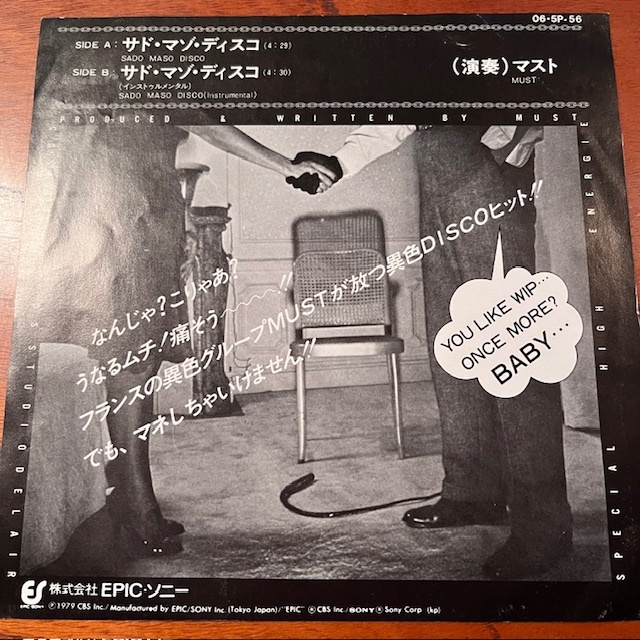 06・5P-56
SIDE A : サド・マゾ・ディスコ (4:29)
SADO MASO DISCO
SIDE B : サド・マゾ・ディスコ (4:30)
(インストゥルメンタル)
SADO MASO DISCO(Instrumental)
(演奏) マスト
MUST
PRODUCED & WRITTEN BY MUST
なんじゃ?こりゃあ?
うなるムチ!痛そう〜〜〜!!
フランスの異色グループMUSTが放つ異色DISCOヒット!!
でも、マネしちゃいけません!!
YOU LIKE WIP...
ONCE MORE?
BABY...
SPECIAL HIGH ENERGIE
STUDIO DE L'AIR
EPIC・SONY
株式会社 EPIC・ソニー
Ⓟ1979 CBS Inc./Manufactured by EPIC/SONY Inc. (Tokyo Japan)/"EPIC" ® CBS Inc./SONY ® Sony Corp (kp)